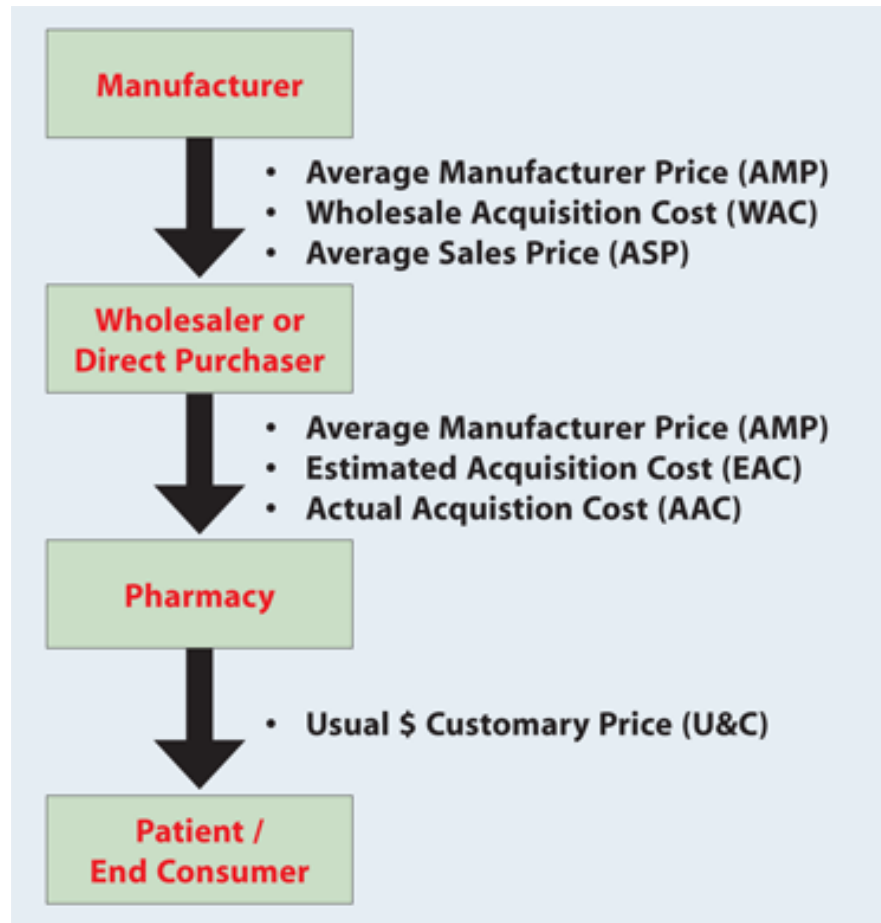 Manufacturer
• Average Manufacturer Price (AMP)
• Wholesale Acquisition Cost (WAC)
• Average Sales Price (ASP)
Wholesaler or
Direct Purchaser
• Average Manufacturer Price (AMP)
• Estimated Acquisition Cost (EAC)
• Actual Acquistion Cost (AAC)
Pharmacy
• Usual $ Customary Price (U&C)
Patient /
End Consumer